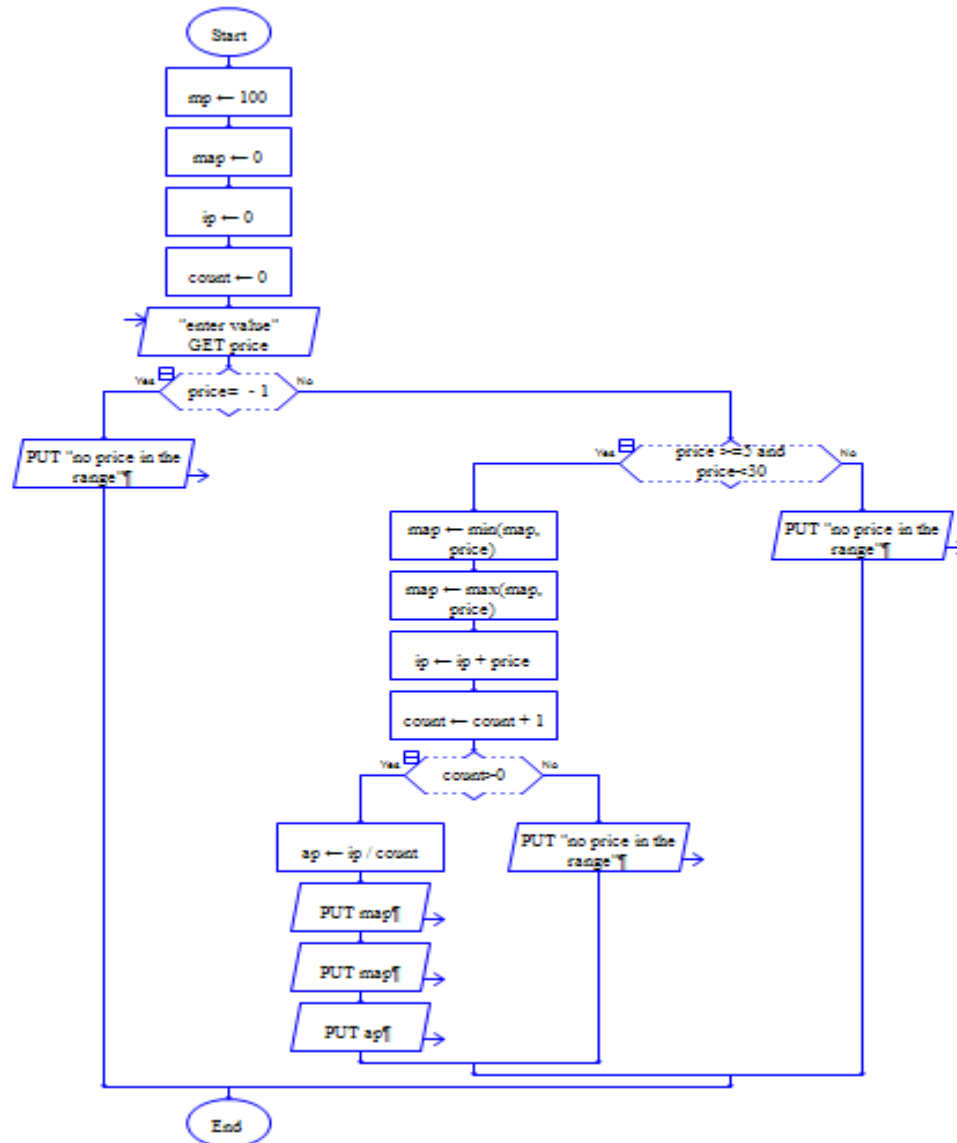 Start
mp ← 100
map ← 0
ip ← 0
count ← 0
"enter value"
GET price
Yes
price= - 1
No
PUT "no price in the
range"¶
Yes
price >=5 and
price<30
No
map ← min(map,
price)
PUT "no price in the
range"¶
map ← max(map,
price)
ip ← ip + price
count ← count + 1
Yes
count>0
No
ap ← ip / count
PUT "no price in the
range"¶
PUT map¶
PUT map¶
PUT ap¶
End